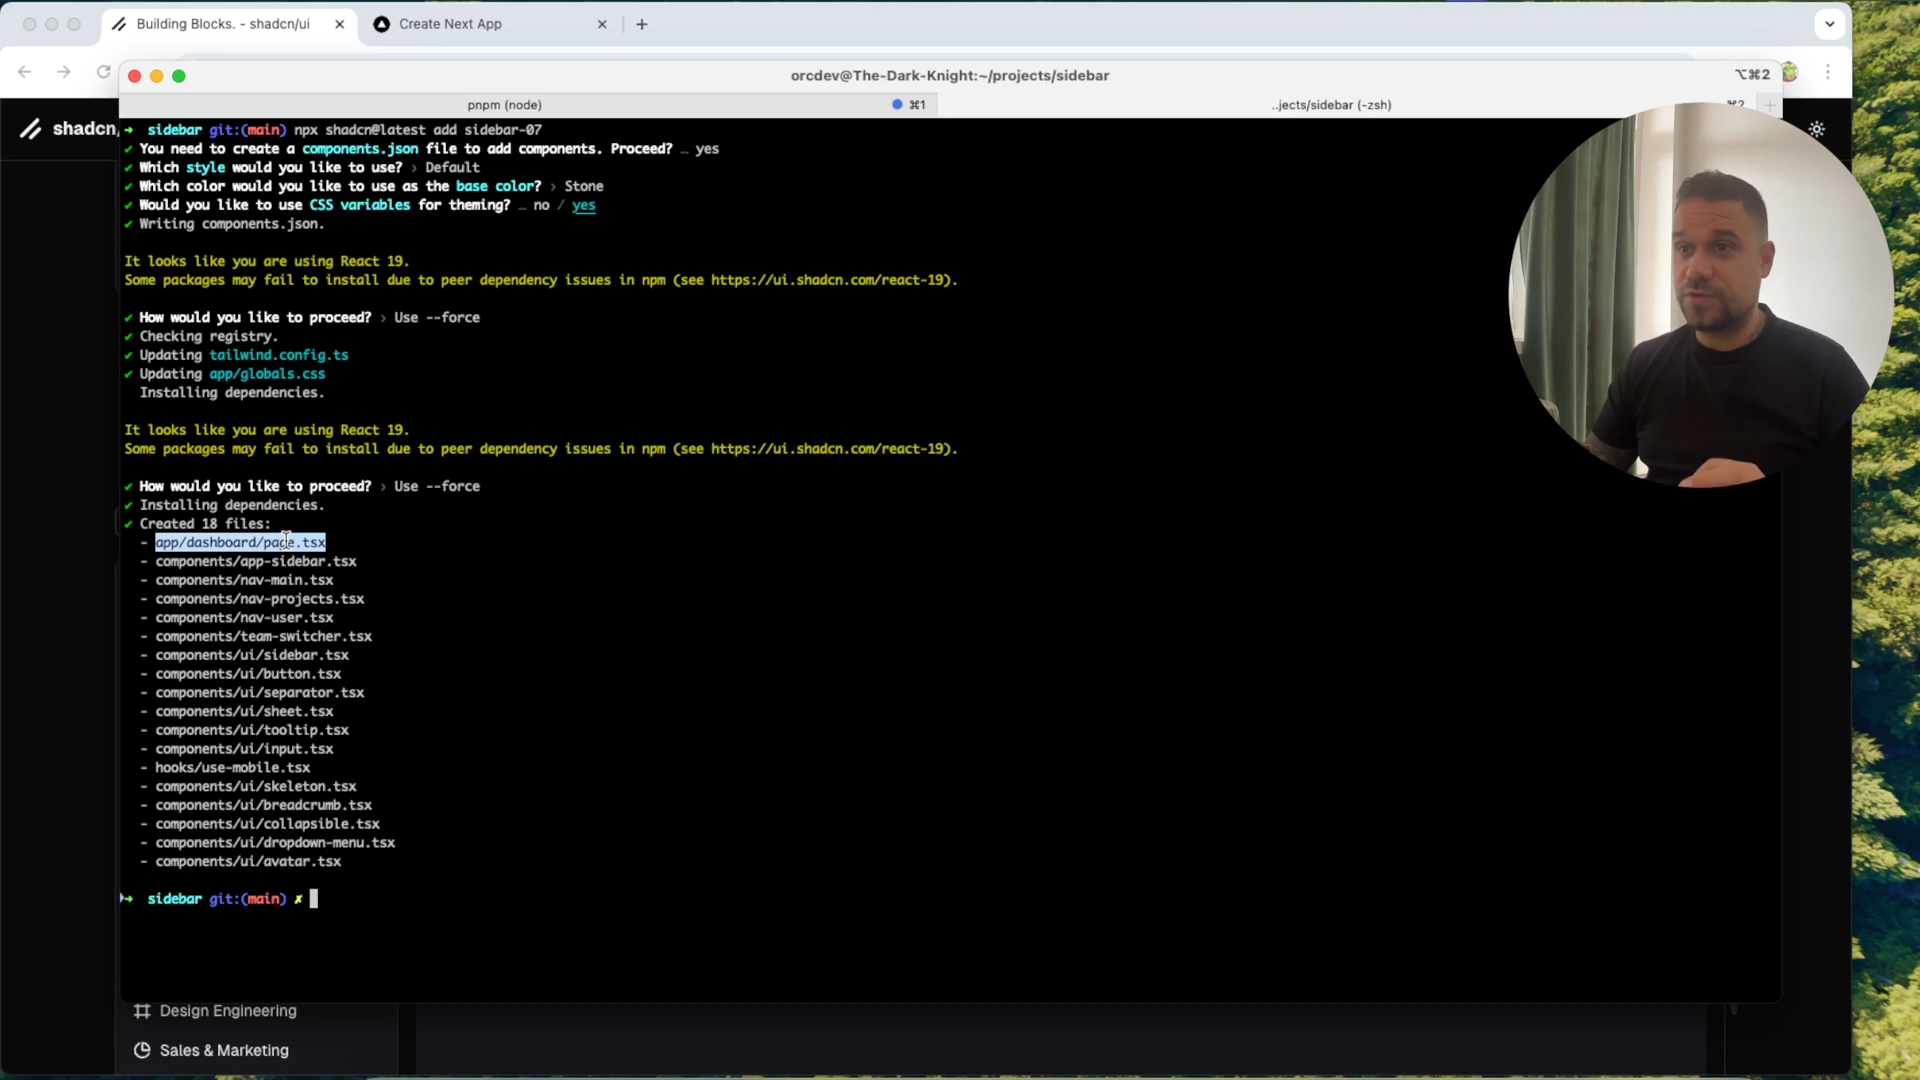 Building Blocks. - shadcn/ui
Create Next App
orcdev@The-Dark-Knight:~/projects/sidebar
⌥⌘2
pnpm (node)
⌘1
..jects/sidebar (-zsh)
shadcn
➜ sidebar git:(main) npx shadcn@latest add sidebar-07
✔ You need to create a components.json file to add components. Proceed? … yes
✔ Which style would you like to use? › Default
✔ Which color would you like to use as the base color? › Stone
✔ Would you like to use CSS variables for theming? … no / yes
✔ Writing components.json.
It looks like you are using React 19.
Some packages may fail to install due to peer dependency issues in npm (see https://ui.shadcn.com/react-19).
✔ How would you like to proceed? › Use --force
✔ Checking registry.
✔ Updating tailwind.config.ts
✔ Updating app/globals.css
Installing dependencies.
It looks like you are using React 19.
Some packages may fail to install due to peer dependency issues in npm (see https://ui.shadcn.com/react-19).
✔ How would you like to proceed? › Use --force
✔ Installing dependencies.
✔ Created 18 files:
- app/dashboard/page.tsx
- components/app-sidebar.tsx
- components/nav-main.tsx
- components/nav-projects.tsx
- components/nav-user.tsx
- components/team-switcher.tsx
- components/ui/sidebar.tsx
- components/ui/button.tsx
- components/ui/separator.tsx
- components/ui/sheet.tsx
- components/ui/tooltip.tsx
- components/ui/input.tsx
- hooks/use-mobile.tsx
- components/ui/skeleton.tsx
- components/ui/breadcrumb.tsx
- components/ui/collapsible.tsx
- components/ui/dropdown-menu.tsx
- components/ui/avatar.tsx
➜ sidebar git:(main) ✗
Design Engineering
Sales & Marketing